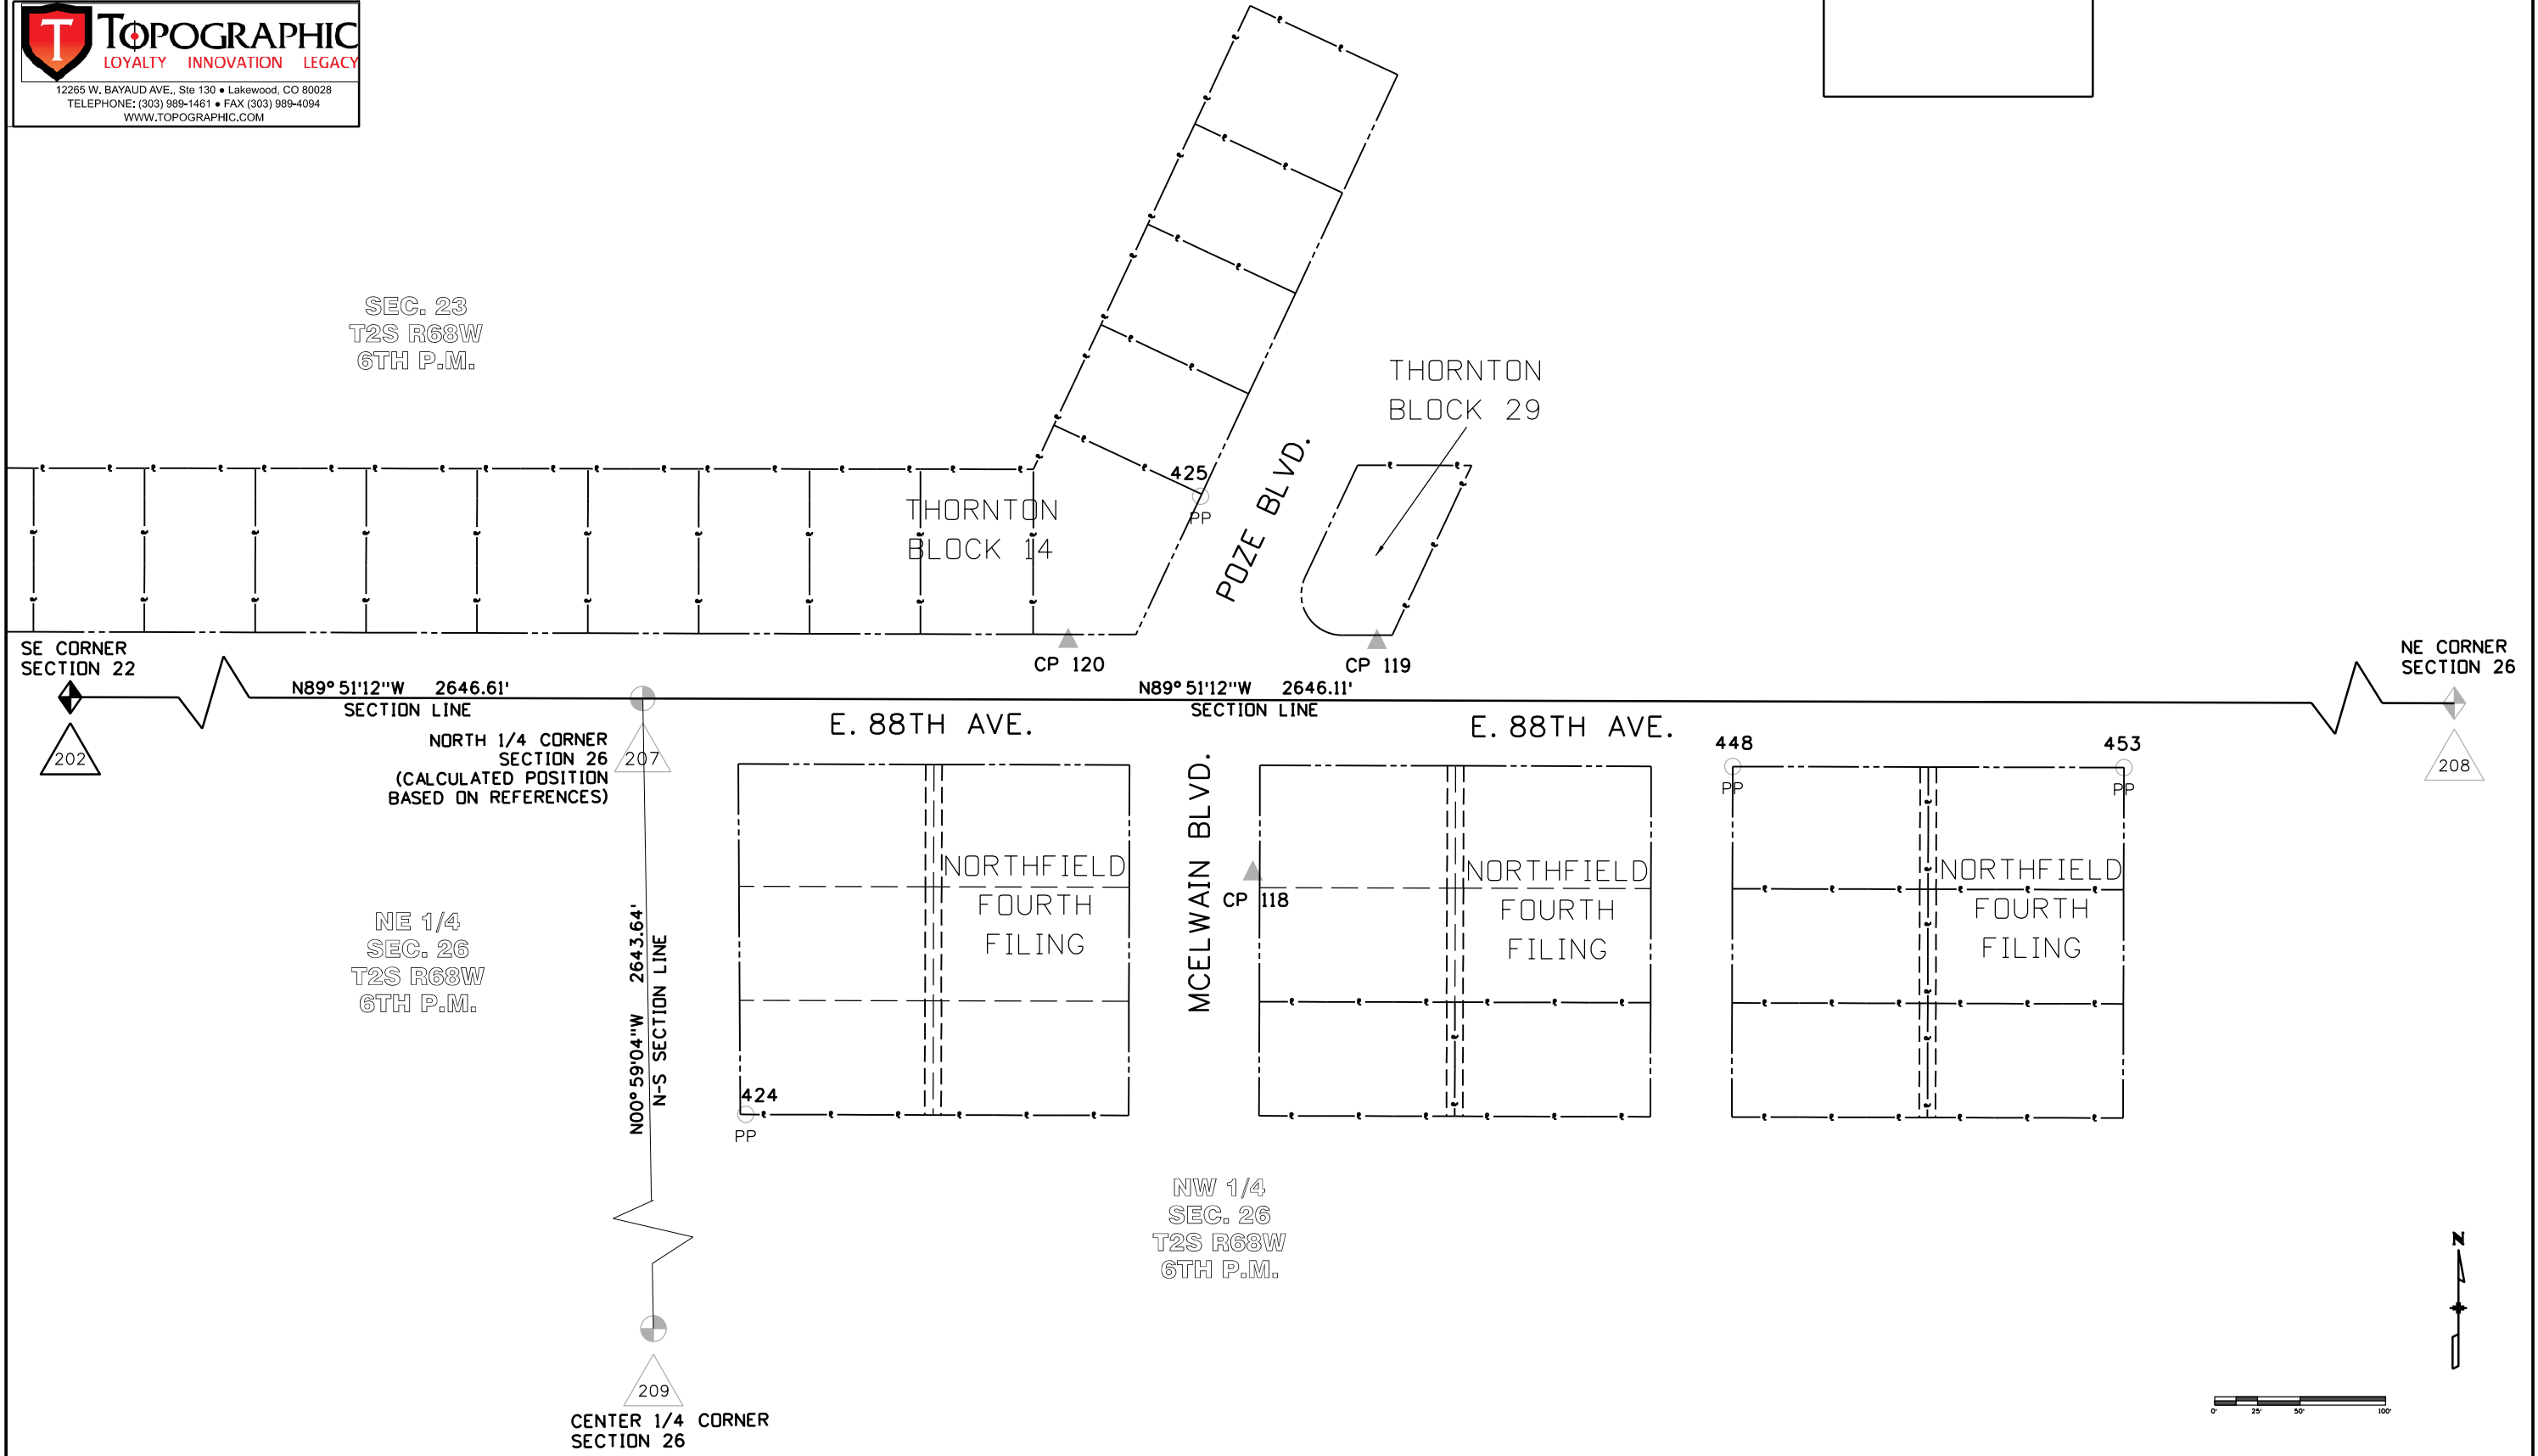 TOPOGRAPHIC
LOYALTY INNOVATION LEGACY
12265 W. BAYAUD AVE., Ste 130 ● Lakewood, CO 80028
TELEPHONE: (303) 989-1461 ● FAX (303) 989-4094
WWW.TOPOGRAPHIC.COM
SEC. 23
T2S R68W
6TH P.M.
THORNTON
BLOCK 29
425
PP
POZE BLVD.
THORNTON
BLOCK 14
SE CORNER
SECTION 22
CP 120
CP 119
NE CORNER
SECTION 26
N89°51'12"W 2646.61'
SECTION LINE
N89°51'12"W 2646.11'
SECTION LINE
E. 88TH AVE.
E. 88TH AVE.
202
NORTH 1/4 CORNER
SECTION 26
(CALCULATED POSITION
BASED ON REFERENCES)
207
448
PP
453
PP
208
MCELWAIN BLVD.
NORTHFIELD
FOURTH
FILING
CP 118
NORTHFIELD
FOURTH
FILING
NORTHFIELD
FOURTH
FILING
NE 1/4
SEC. 26
T2S R68W
6TH P.M.
N00°59'04"W 2643.64'
N-S SECTION LINE
424
PP
NW 1/4
SEC. 26
T2S R68W
6TH P.M.
N
209
CENTER 1/4 CORNER
SECTION 26
0' 25' 50' 100'